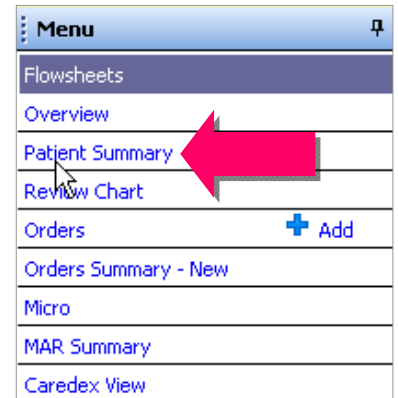 Menu
Flowsheets
Overview
Patient Summary
Review Chart
Orders Add
Orders Summary - New
Micro
MAR Summary
Caredex View